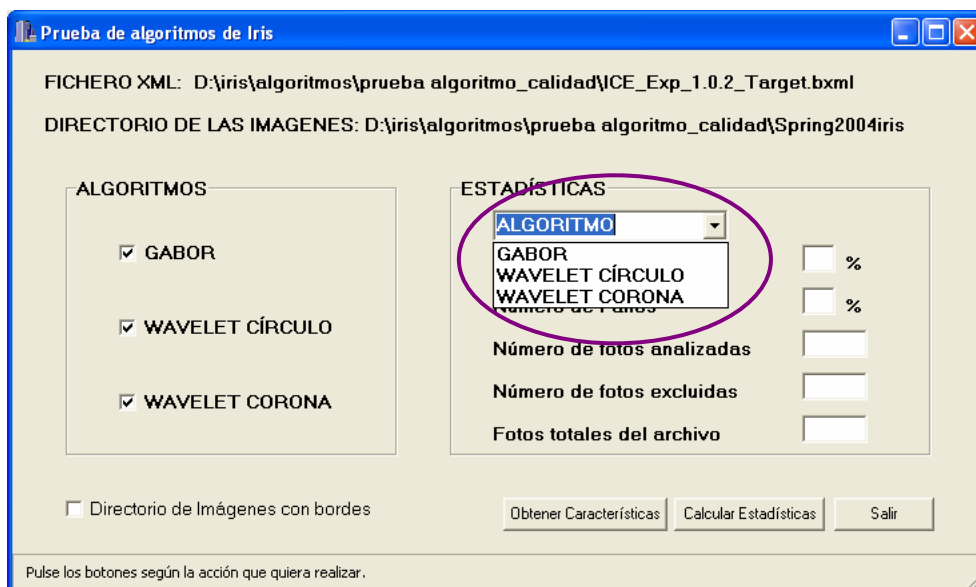 Prueba de algoritmos de Iris
FICHERO XML: D:\iris\algoritmos\prueba algoritmo_calidad\ICE_Exp_1.0.2_Target.bxml
DIRECTORIO DE LAS IMAGENES: D:\iris\algoritmos\prueba algoritmo_calidad\Spring2004iris
ALGORITMOS
GABOR
WAVELET CÍRCULO
WAVELET CORONA
ESTADÍSTICAS
ALGORITMO
GABOR
WAVELET CÍRCULO
WAVELET CORONA
%
%
Número de fotos analizadas
Número de fotos excluidas
Fotos totales del archivo
Directorio de Imágenes con bordes
Obtener Características
Calcular Estadísticas
Salir
Pulse los botones según la acción que quiera realizar.